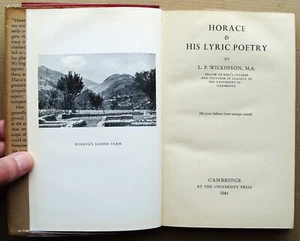 HORACE'S SABINE FARM
HORACE
&
HIS LYRIC POETRY
BY
L. P. WILKINSON, M.A.
FELLOW OF KING'S COLLEGE
AND LECTURER IN CLASSICS IN
THE UNIVERSITY OF
CAMBRIDGE
CAMBRIDGE
AT THE UNIVERSITY PRESS
1945